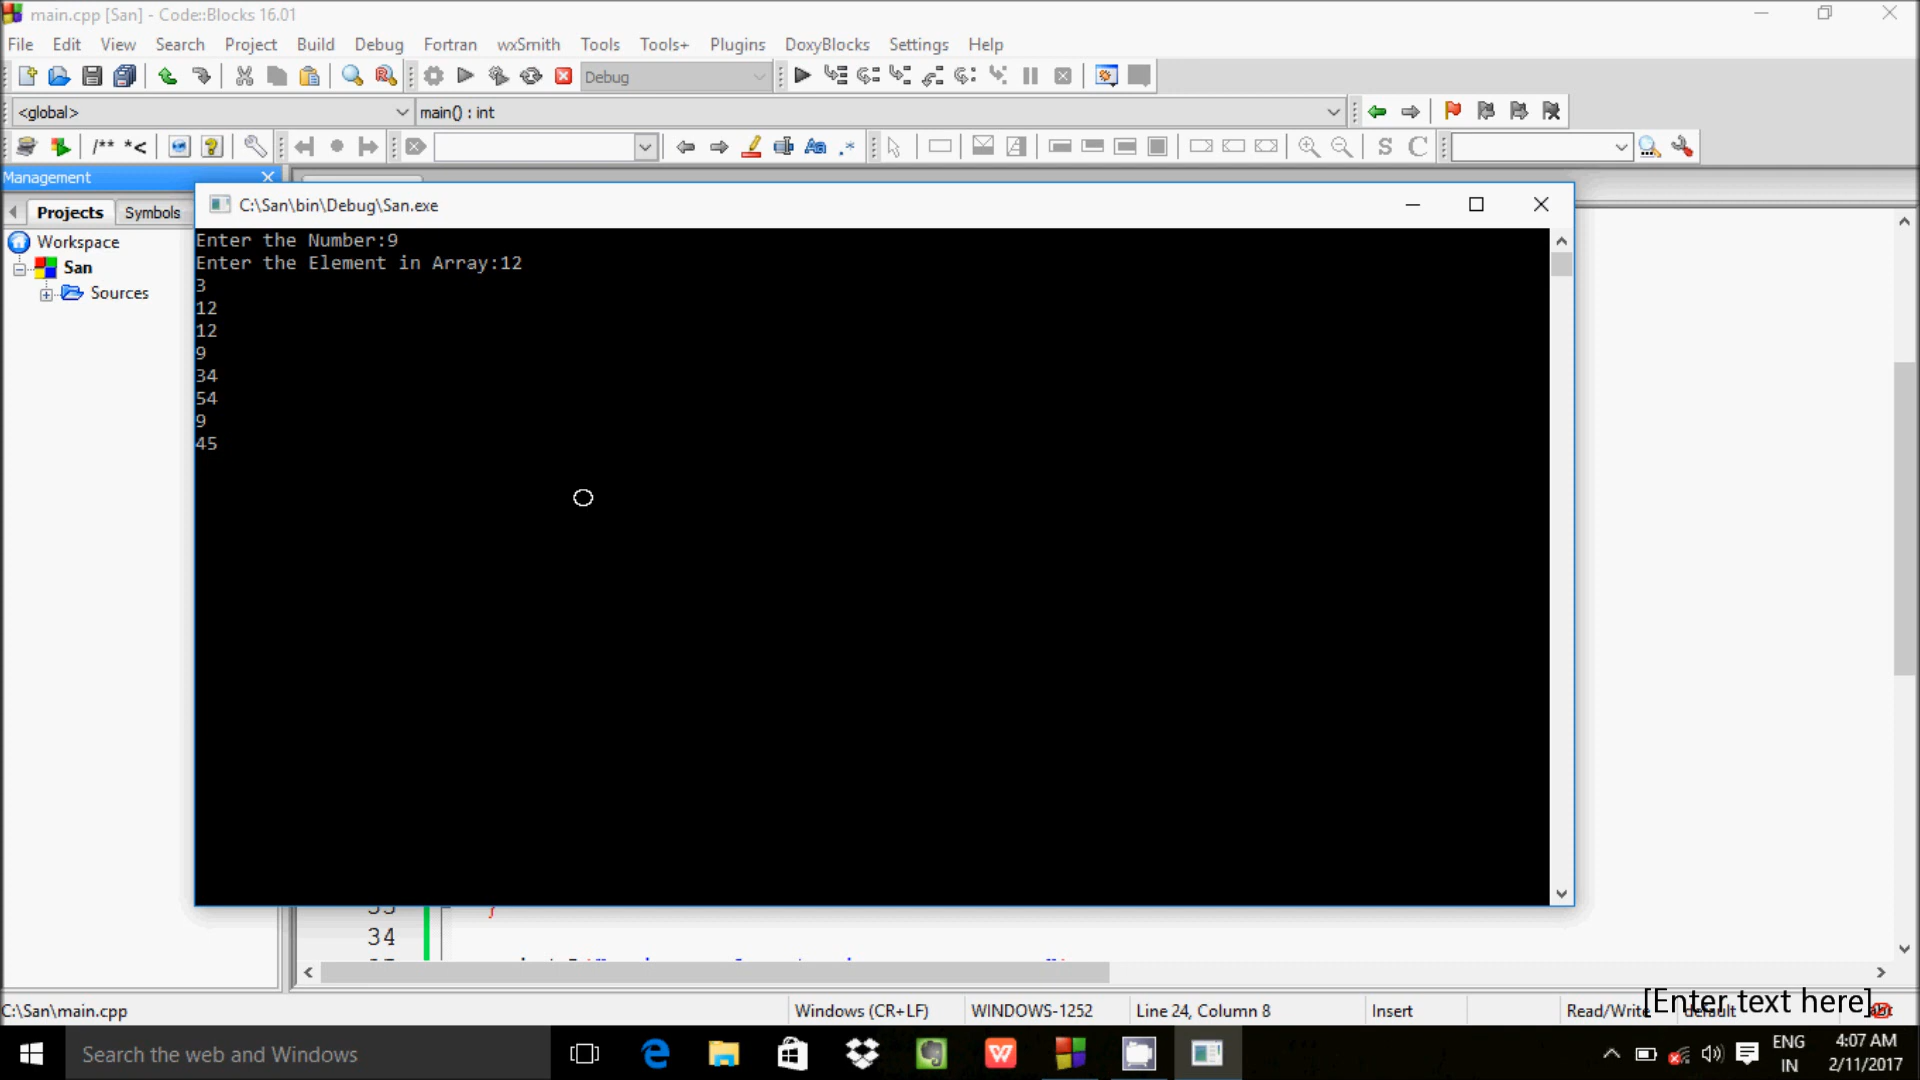 main.cpp [San] - Code::Blocks 16.01
File Edit View Search Project Build Debug Fortran wxSmith Tools Tools+ Plugins DoxyBlocks Settings Help
Debug
<global> main() : int
/** *<
S C
Management
Projects Symbols
Workspace
San
Sources
C:\San\bin\Debug\San.exe
Enter the Number:9
Enter the Element in Array:12
3
12
12
9
34
54
9
45
34
C:\San\main.cpp Windows (CR+LF) WINDOWS-1252 Line 24, Column 8 Insert Read/Write default
[Enter text here]
Search the web and Windows
ENG
IN
4:07 AM
2/11/2017